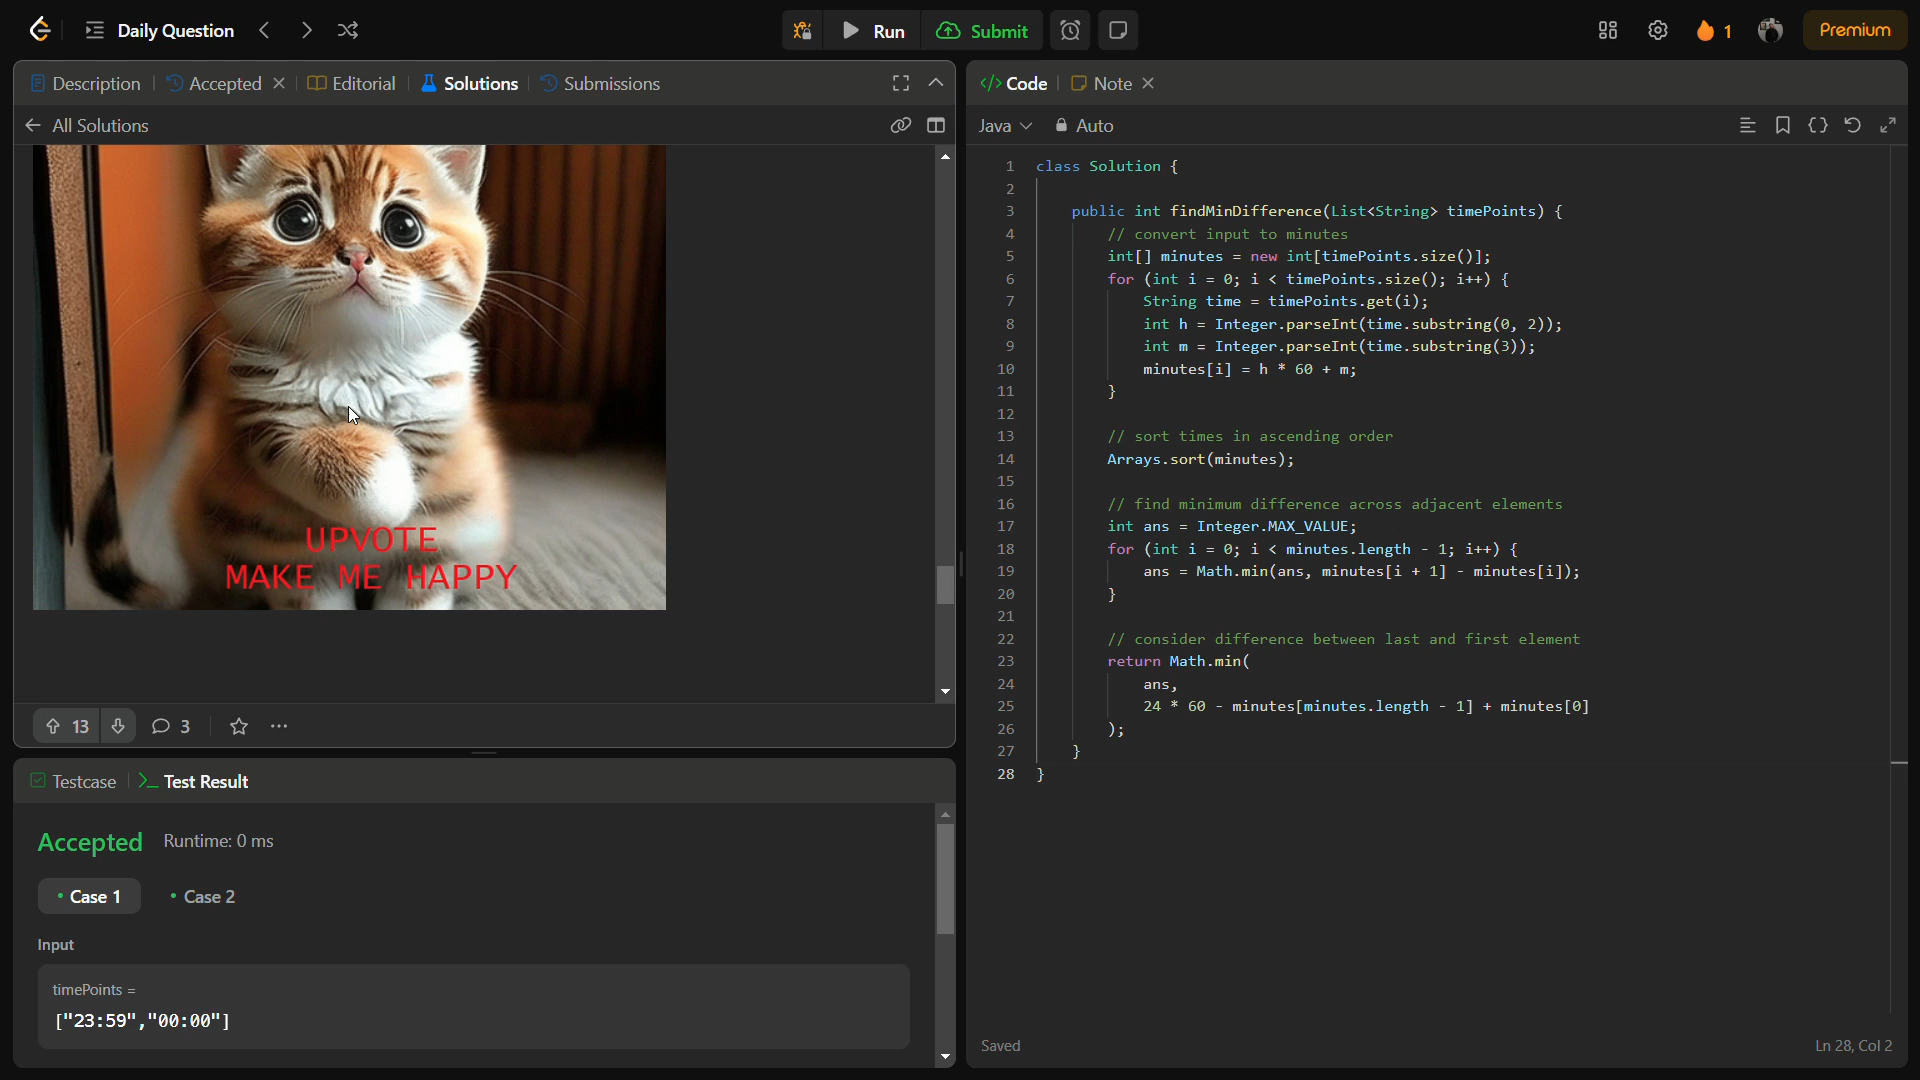 Daily Question
Run
Submit
1
Premium
Description
Accepted
Editorial
Solutions
Submissions
All Solutions
UPVOTE
MAKE ME HAPPY
13
3
Testcase
Test Result
Accepted
Runtime: 0 ms
Case 1
Case 2
Input
timePoints =
["23:59","00:00"]
</> Code
Note
Java
Auto
1 class Solution {
2
3 public int findMinDifference(List<String> timePoints) {
4 // convert input to minutes
5 int[] minutes = new int[timePoints.size()];
6 for (int i = 0; i < timePoints.size(); i++) {
7 String time = timePoints.get(i);
8 int h = Integer.parseInt(time.substring(0, 2));
9 int m = Integer.parseInt(time.substring(3));
10 minutes[i] = h * 60 + m;
11 }
12
13 // sort times in ascending order
14 Arrays.sort(minutes);
15
16 // find minimum difference across adjacent elements
17 int ans = Integer.MAX_VALUE;
18 for (int i = 0; i < minutes.length - 1; i++) {
19 ans = Math.min(ans, minutes[i + 1] - minutes[i]);
20 }
21
22 // consider difference between last and first element
23 return Math.min(
24 ans,
25 24 * 60 - minutes[minutes.length - 1] + minutes[0]
26 );
27 }
28 }
Saved
Ln 28, Col 2